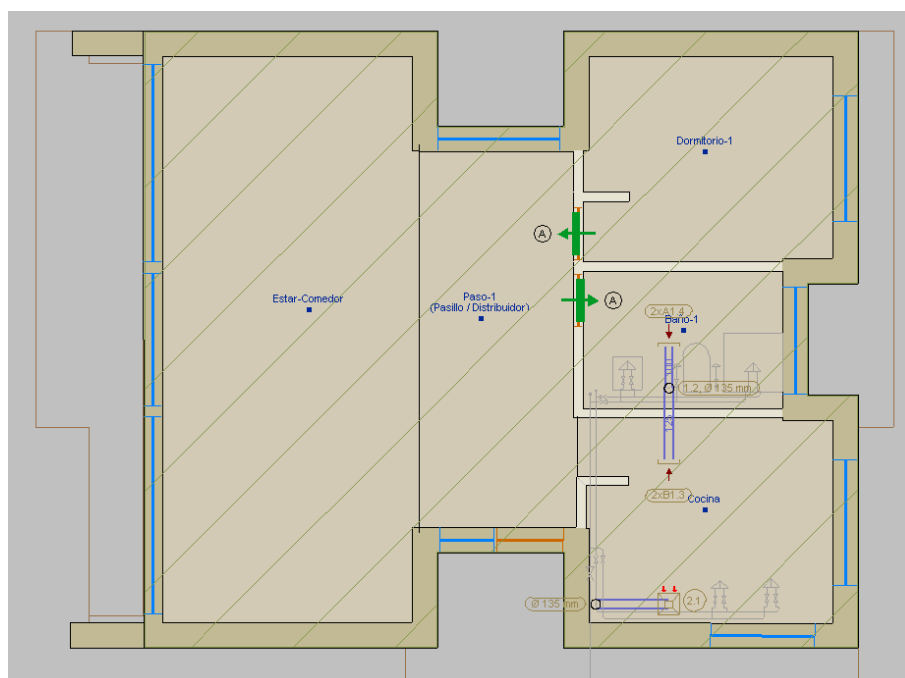 Dormitorio-1
A
Estar-Comedor
Paso-1
(Pasillo / Distribuidor)
A
2xA1.4
Baño-1
1.2, Ø 135 mm
125
2xB1.3
Cocina
Ø 135 mm
2.1